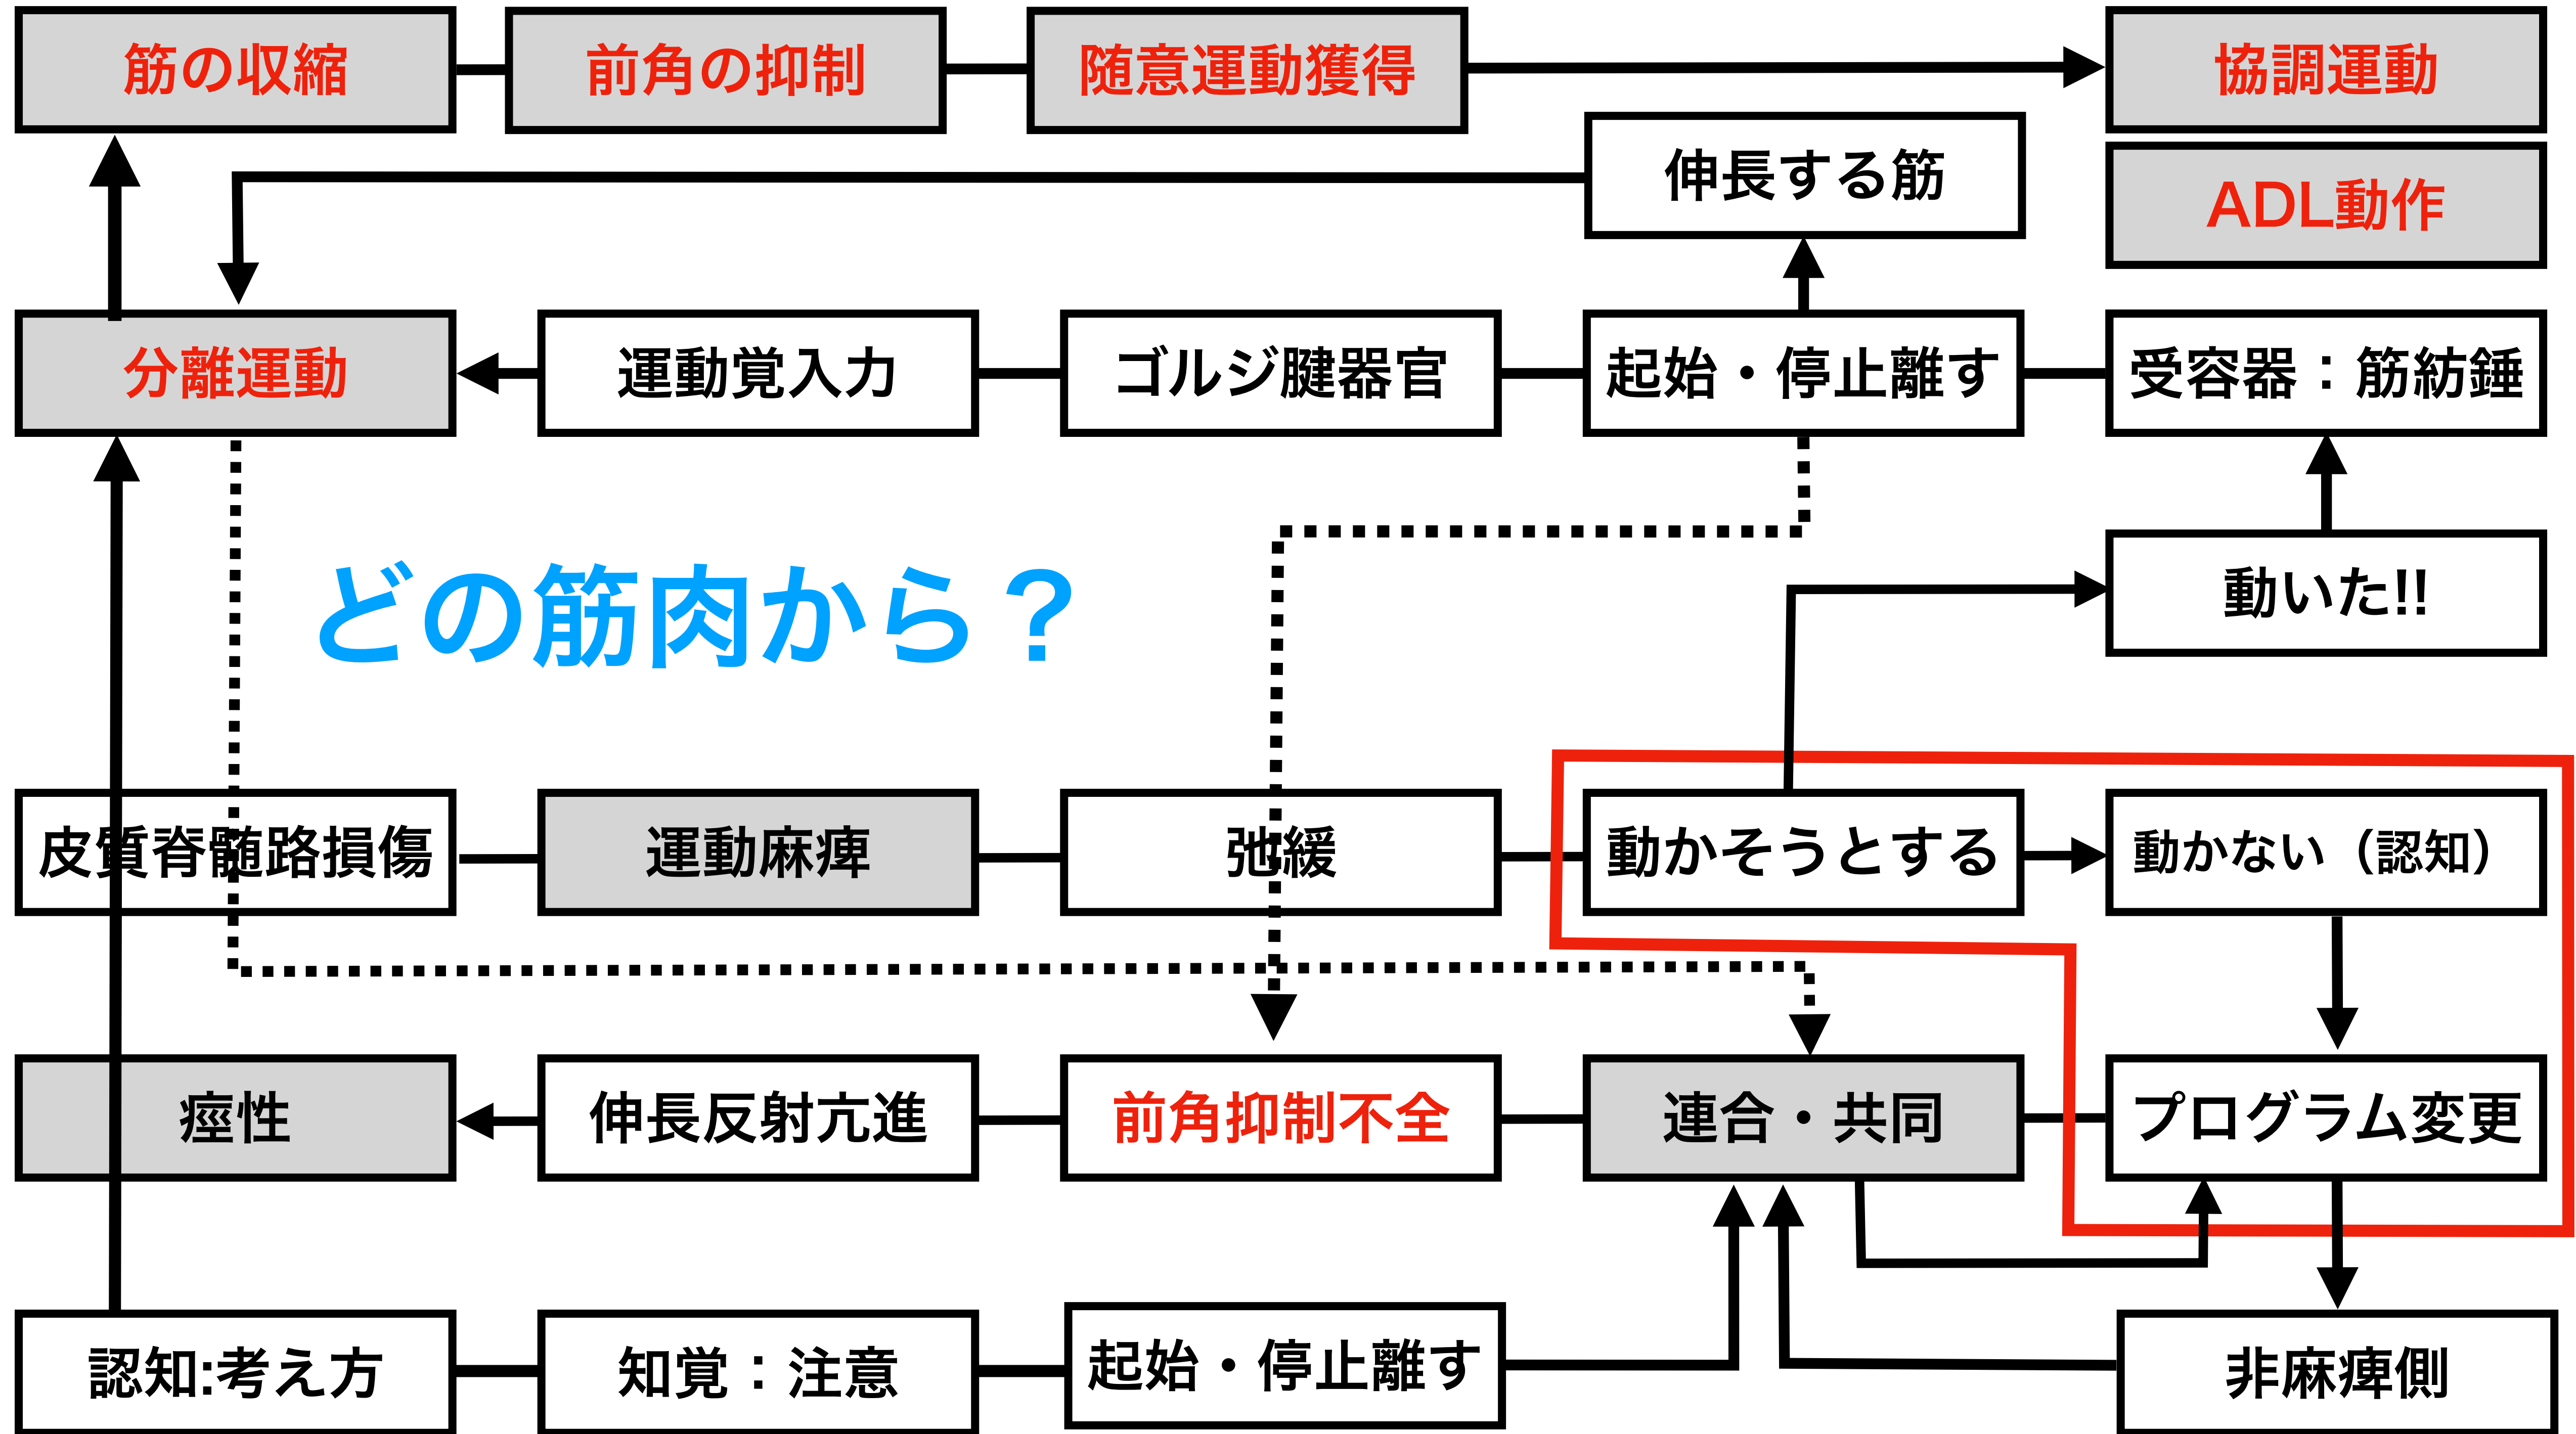 筋の収縮
前角の抑制
随意運動獲得
協調運動
伸長する筋
ADL動作
分離運動
運動覚入力
ゴルジ腱器官
起始・停止離す
受容器：筋紡錘
どの筋肉から？
動いた!!
皮質脊髄路損傷
運動麻痺
弛緩
動かそうとする
動かない（認知）
痙性
伸長反射亢進
前角抑制不全
連合・共同
プログラム変更
認知:考え方
知覚：注意
起始・停止離す
非麻痺側